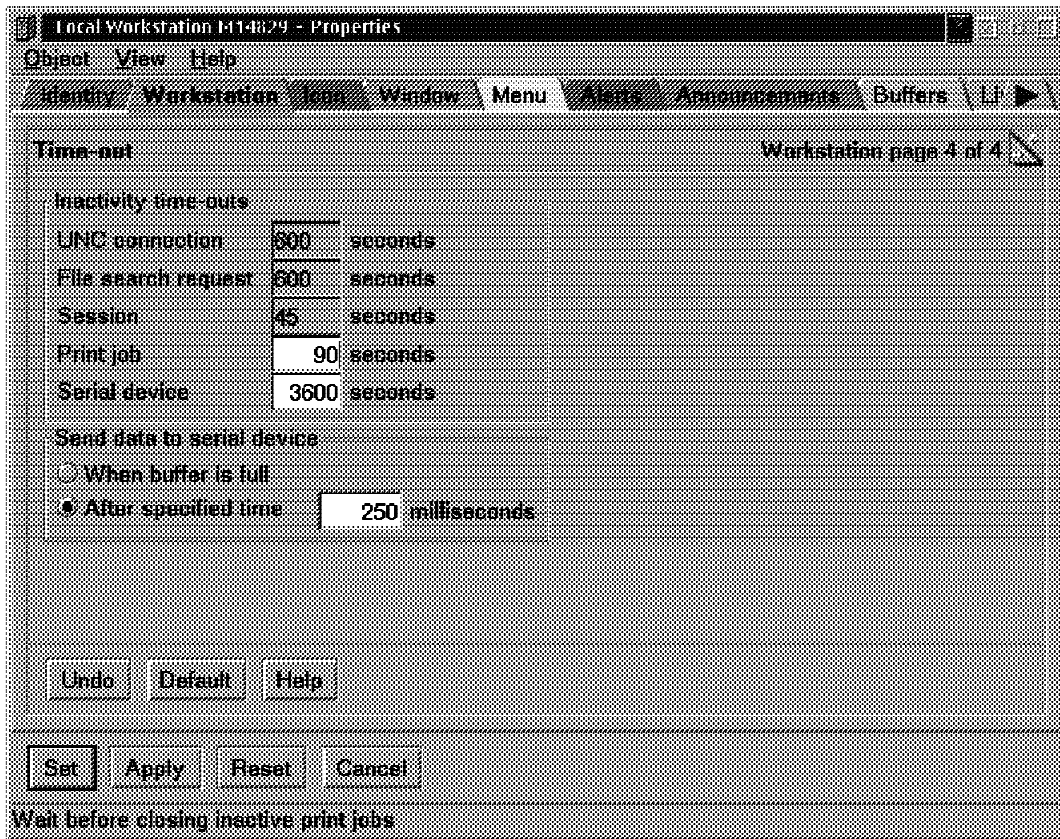 Local Workstation M14829 - Properties
Object View Help
Identity Workstation Icon Window Menu Alerts Announcements Buffers
Time-out Workstation page 4 of 4
Inactivity time-outs
UNC connection 600 seconds
File search request 600 seconds
Session 45 seconds
Print job 90 seconds
Serial device 3600 seconds
Send data to serial device
When buffer is full
After specified time 250 milliseconds
Undo Default Help
Set Apply Reset Cancel
Wait before closing inactive print jobs